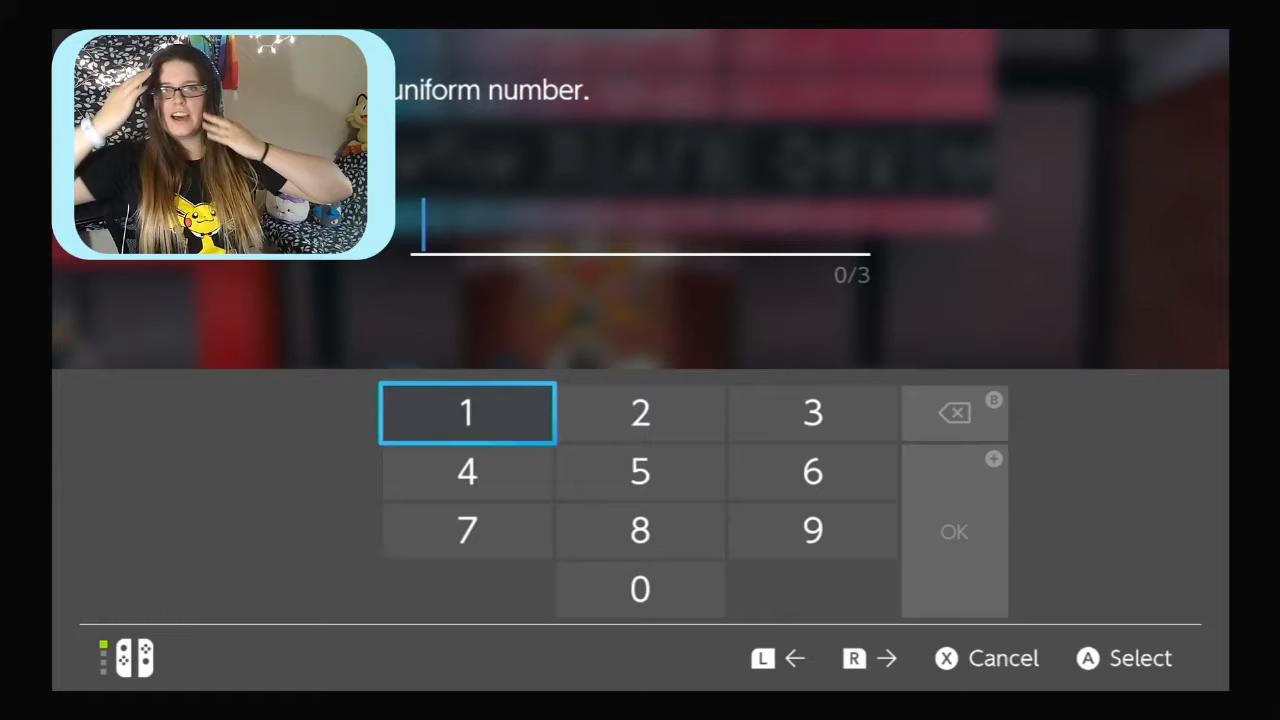 uniform number.
0/3
1 2 3 B
4 5 6 +
7 8 9 OK
0
L ← R → X Cancel A Select